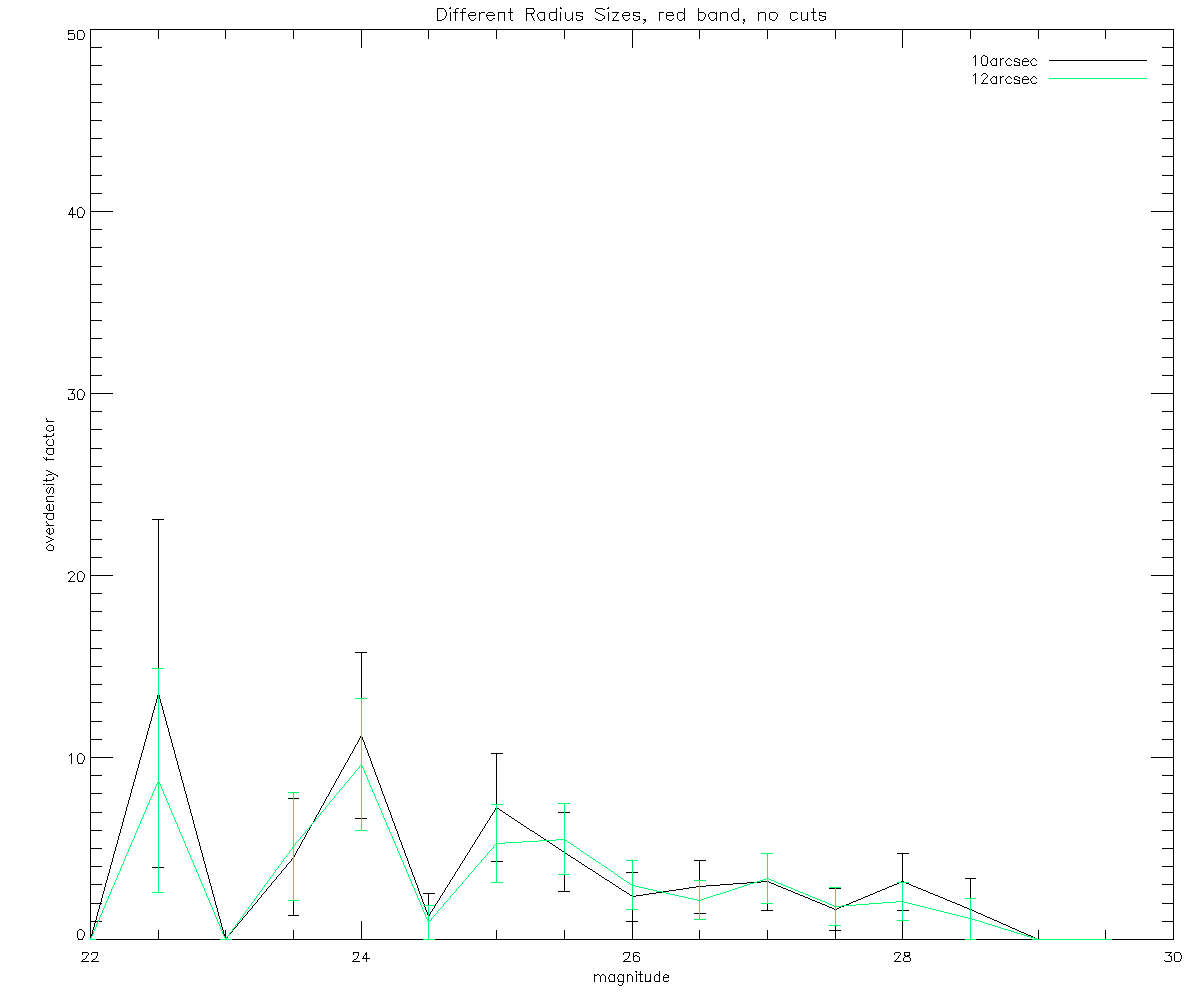 Different Radius Sizes, red band, no cuts
10arcsec
12arcsec
50
40
30
20
10
0
overdensity factor
22 24 26 28 30
magnitude